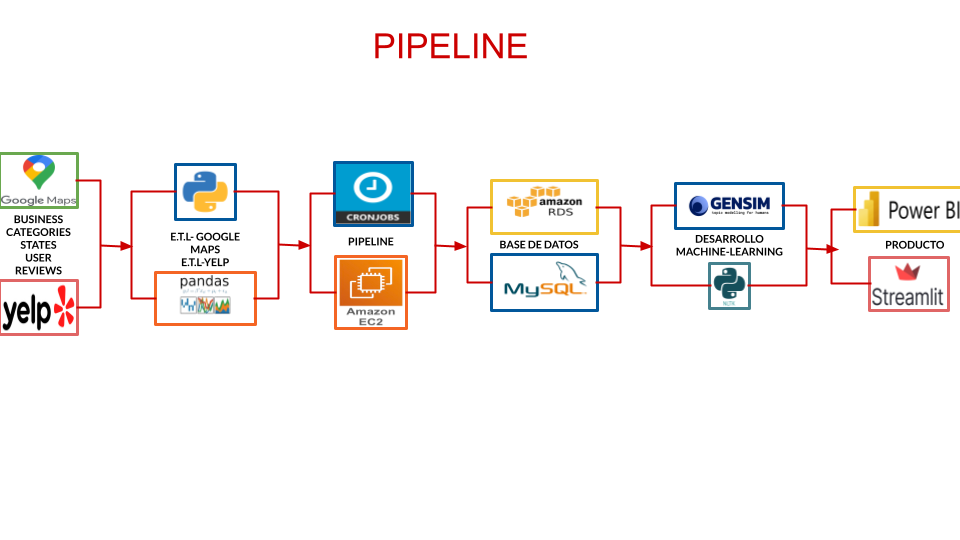 PIPELINE
Google Maps
BUSINESS
CATEGORIES
STATES
USER
REVIEWS
yelp
E.T.L- GOOGLE
MAPS
E.T.L-YELP
pandas
CRONJOBS
PIPELINE
Amazon
EC2
amazon
RDS
BASE DE DATOS
MySQL
GENSIM
topic modelling for humans
DESARROLLO
MACHINE-LEARNING
NLTK
Power BI
PRODUCTO
Streamlit